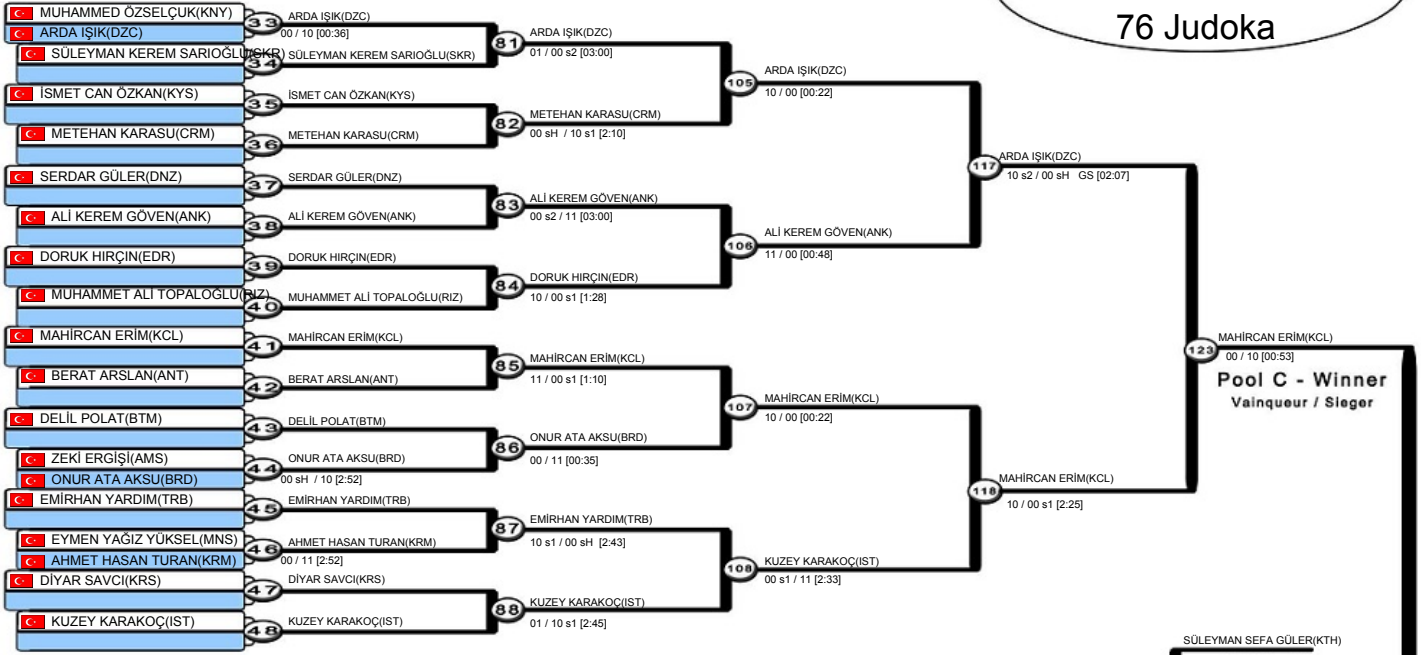 76 Judoka
MUHAMMED ÖZSELÇUK(KNY)
ARDA IŞIK(DZC)
33
ARDA IŞIK(DZC)
00 / 10 [00:36]
SÜLEYMAN KEREM SARIOĞLU(SKR)
34
SÜLEYMAN KEREM SARIOĞLU(SKR)
81
ARDA IŞIK(DZC)
01 / 00 s2 [03:00]
İSMET CAN ÖZKAN(KYS)
35
İSMET CAN ÖZKAN(KYS)
METEHAN KARASU(CRM)
36
METEHAN KARASU(CRM)
82
METEHAN KARASU(CRM)
00 sH / 10 s1 [2:10]
105
ARDA IŞIK(DZC)
10 / 00 [00:22]
SERDAR GÜLER(DNZ)
37
SERDAR GÜLER(DNZ)
ALİ KEREM GÖVEN(ANK)
38
ALİ KEREM GÖVEN(ANK)
83
ALİ KEREM GÖVEN(ANK)
00 s2 / 11 [03:00]
DORUK HIRÇIN(EDR)
39
DORUK HIRÇIN(EDR)
MUHAMMET ALİ TOPALOĞLU(RIZ)
40
MUHAMMET ALİ TOPALOĞLU(RIZ)
84
DORUK HIRÇIN(EDR)
10 / 00 s1 [1:28]
106
ALİ KEREM GÖVEN(ANK)
11 / 00 [00:48]
117
ARDA IŞIK(DZC)
10 s2 / 00 sH GS [02:07]
MAHİRCAN ERİM(KCL)
41
MAHİRCAN ERİM(KCL)
BERAT ARSLAN(ANT)
42
BERAT ARSLAN(ANT)
85
MAHİRCAN ERİM(KCL)
11 / 00 s1 [1:10]
DELİL POLAT(BTM)
43
DELİL POLAT(BTM)
ZEKİ ERGİŞİ(AMS)
ONUR ATA AKSU(BRD)
44
ONUR ATA AKSU(BRD)
00 sH / 10 [2:52]
86
ONUR ATA AKSU(BRD)
00 / 11 [00:35]
107
MAHİRCAN ERİM(KCL)
10 / 00 [00:22]
EMİRHAN YARDIM(TRB)
45
EMİRHAN YARDIM(TRB)
EYMEN YAĞIZ YÜKSEL(MNS)
AHMET HASAN TURAN(KRM)
46
AHMET HASAN TURAN(KRM)
00 / 11 [2:52]
87
EMİRHAN YARDIM(TRB)
10 s1 / 00 sH [2:43]
DİYAR SAVCI(KRS)
47
DİYAR SAVCI(KRS)
KUZEY KARAKOÇ(IST)
48
KUZEY KARAKOÇ(IST)
88
KUZEY KARAKOÇ(IST)
01 / 10 s1 [2:45]
108
KUZEY KARAKOÇ(IST)
00 s1 / 11 [2:33]
118
MAHİRCAN ERİM(KCL)
10 / 00 s1 [2:25]
123
MAHİRCAN ERİM(KCL)
00 / 10 [00:53]
Pool C - Winner
Vainqueur / Sieger
SÜLEYMAN SEFA GÜLER(KTH)